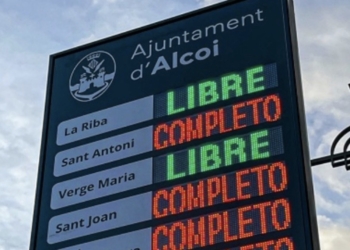 Ajuntament
d'Alcoi
La Riba LIBRE
Sant Antoni COMPLETO
Verge Maria LIBRE
Sant Joan COMPLETO
COMPLETO